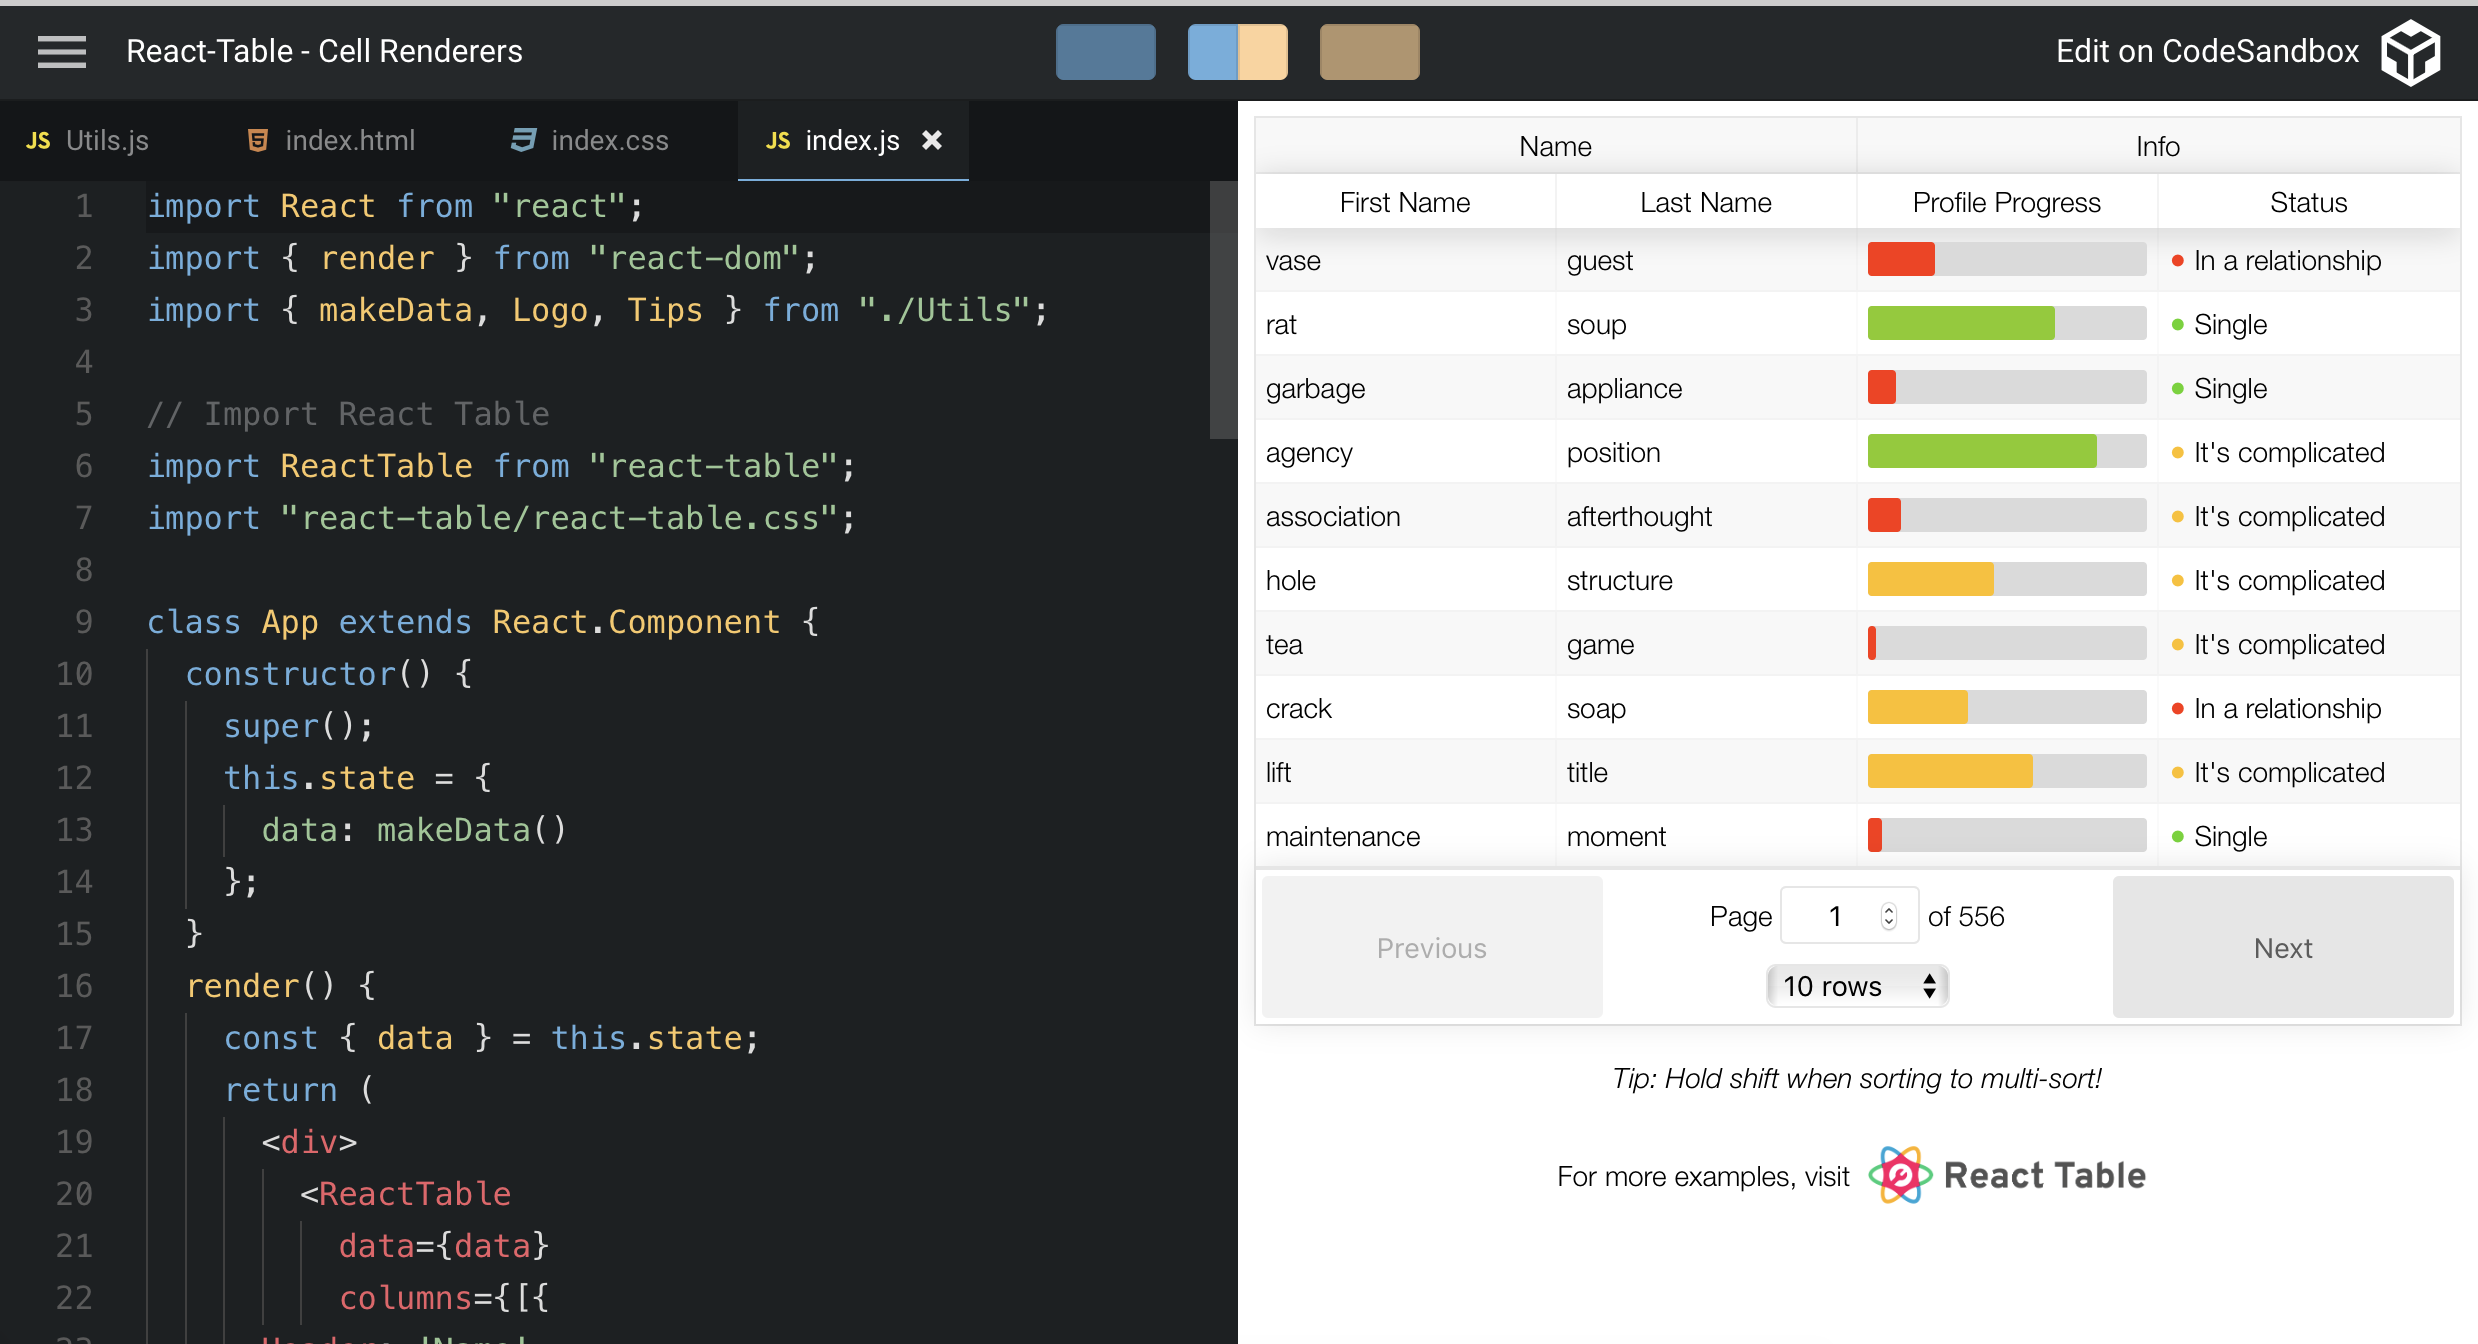 React-Table - Cell Renderers
Edit on CodeSandbox
JS Utils.js
5 index.html
index.css
JS index.js
1 import React from "react";
2 import { render } from "react-dom";
3 import { makeData, Logo, Tips } from "./Utils";
4
5 // Import React Table
6 import ReactTable from "react-table";
7 import "react-table/react-table.css";
8
9 class App extends React.Component {
10 constructor() {
11 super();
12 this.state = {
13 data: makeData()
14 };
15 }
16 render() {
17 const { data } = this.state;
18 return (
19 <div>
20 <ReactTable
21 data={data}
22 columns={[{
Name Info
First Name Last Name Profile Progress Status
vase guest In a relationship
rat soup Single
garbage appliance Single
agency position It's complicated
association afterthought It's complicated
hole structure It's complicated
tea game It's complicated
crack soap In a relationship
lift title It's complicated
maintenance moment Single
Previous
Page 1 of 556
10 rows
Next
Tip: Hold shift when sorting to multi-sort!
For more examples, visit React Table